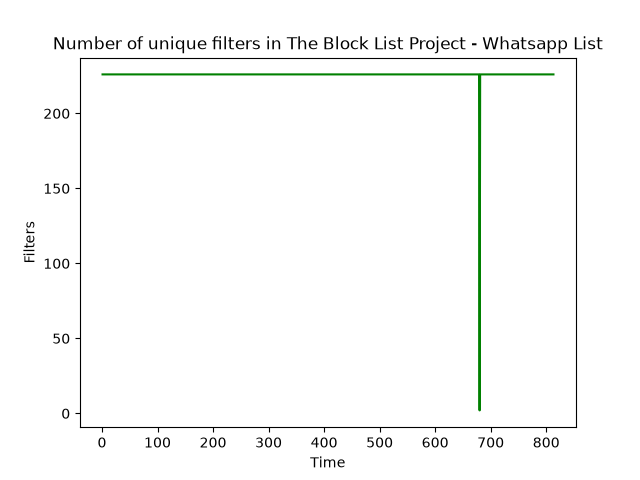 Number of unique filters in The Block List Project - Whatsapp List
Filters
200
150
100
50
0
0 100 200 300 400 500 600 700 800
Time